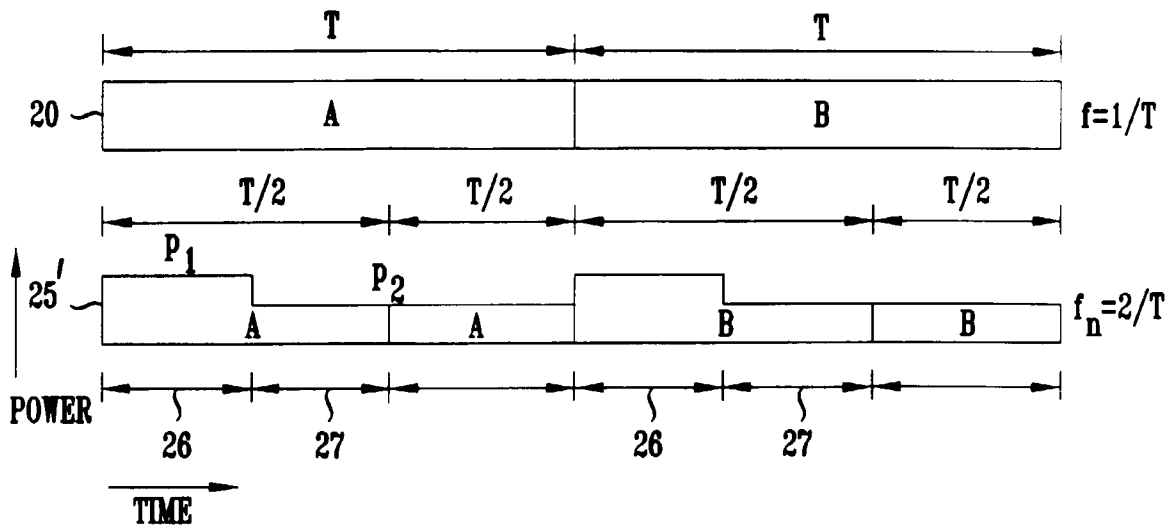 T T
20 A B f=1/T
T/2 T/2 T/2 T/2
P1 P2
25' A A B B fn=2/T
POWER
26 27 26 27
TIME